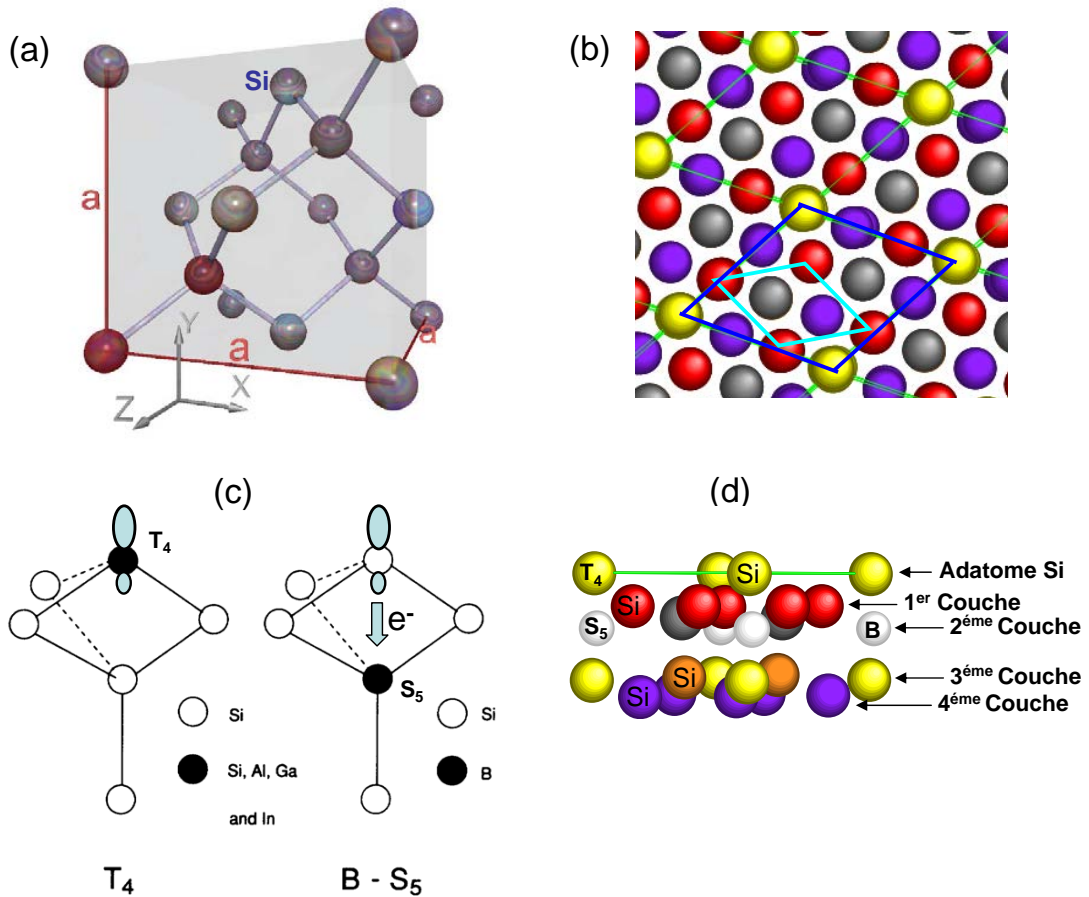 (a)
Si
a
a
a
Y
X
Z
(b)
(c)
T4
Si
Si, Al, Ga
and In
T4
e-
S5
Si
B
B - S5
(d)
T4
Si
Adatome Si
Si
1er Couche
S5
B
2éme Couche
Si
3éme Couche
Si
4éme Couche